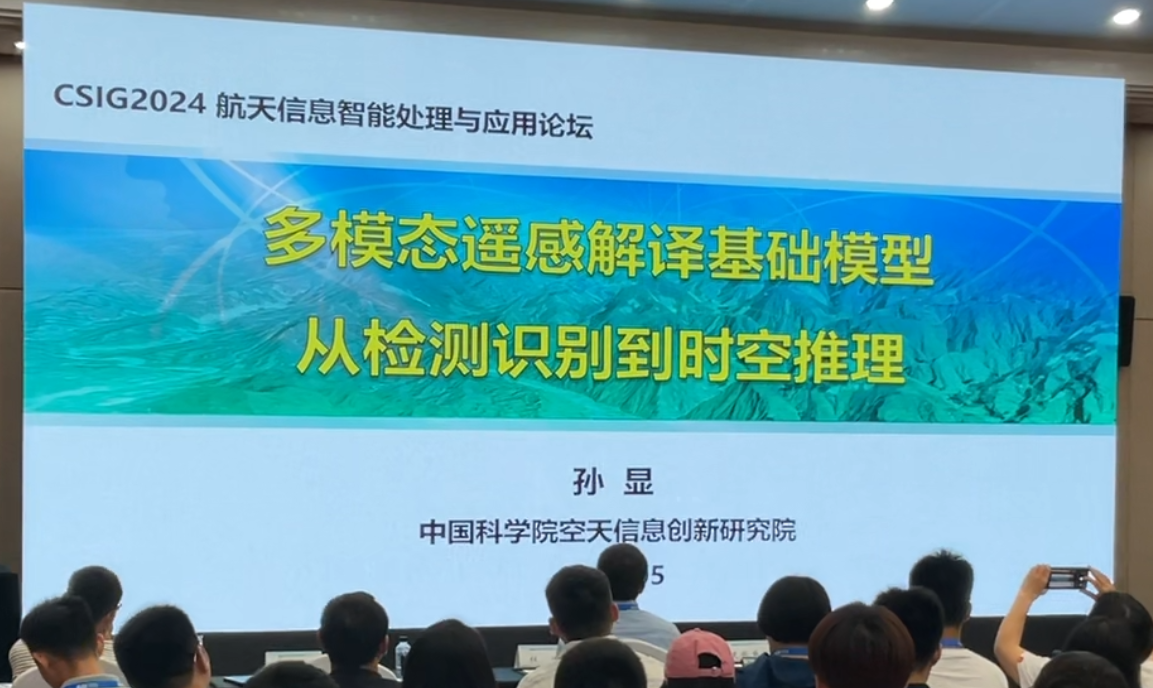 CSIG2024 航天信息智能处理与应用论坛
多模态遥感解译基础模型
从检测识别到时空推理
孙 显
中国科学院空天信息创新研究院
5